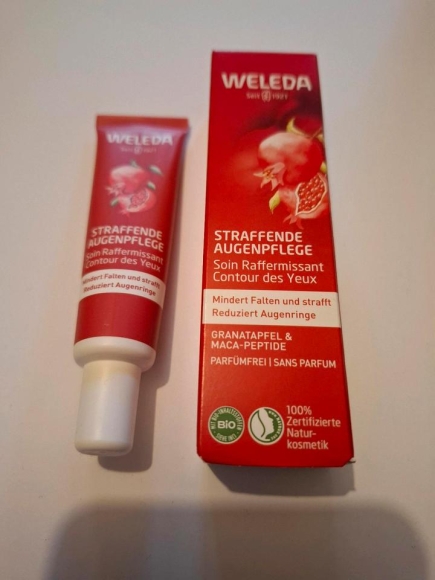 WELEDA
Seit 1921
STRAFFENDE
AUGENPFLEGE
Soin Raffermissant
Contour des Yeux
Mindert Falten und strafft
Reduziert Augenringe
WELEDA
Seit 1921
STRAFFENDE
AUGENPFLEGE
Soin Raffermissant
Contour des Yeux
Mindert Falten und strafft
Reduziert Augenringe
GRANATAPFEL &
MACA-PEPTIDE
PARFÜMFREI | SANS PARFUM
BIO
100%
Zertifizierte
Natur-
kosmetik